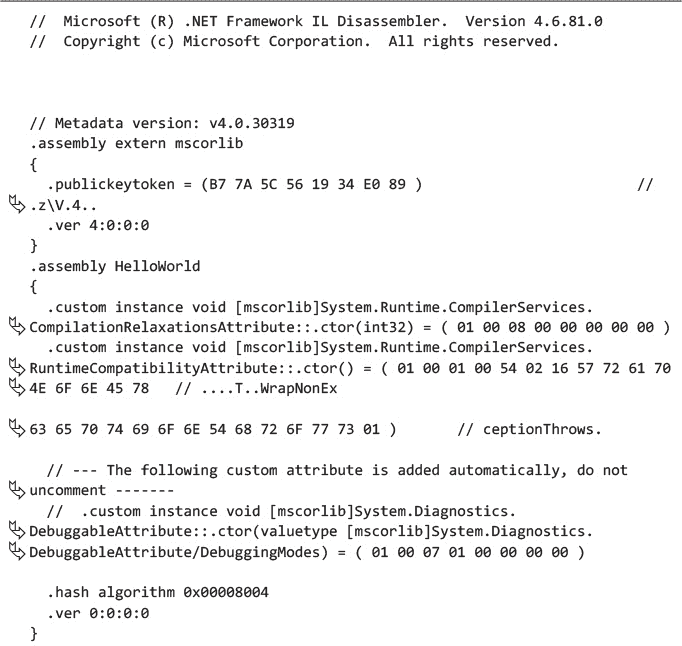 //  Microsoft (R) .NET Framework IL Disassembler.  Version 4.6.81.0
//  Copyright (c) Microsoft Corporation.  All rights reserved.
// Metadata version: v4.0.30319
.assembly extern mscorlib
{
  .publickeytoken = (B7 7A 5C 56 19 34 E0 89 )                         //
.z\V.4..
  .ver 4:0:0:0
}
.assembly HelloWorld
{
  .custom instance void [mscorlib]System.Runtime.CompilerServices.
CompilationRelaxationsAttribute::.ctor(int32) = ( 01 00 08 00 00 00 00 00 )
  .custom instance void [mscorlib]System.Runtime.CompilerServices.
RuntimeCompatibilityAttribute::.ctor() = ( 01 00 01 00 54 02 16 57 72 61 70
4E 6F 6E 45 78   // ....T..WrapNonEx
63 65 70 74 69 6F 6E 54 68 72 6F 77 73 01 )       // ceptionThrows.
  // --- The following custom attribute is added automatically, do not
uncomment -------
  //  .custom instance void [mscorlib]System.Diagnostics.
DebuggableAttribute::.ctor(valuetype [mscorlib]System.Diagnostics.
DebuggableAttribute/DebuggingModes) = ( 01 00 07 01 00 00 00 00 )
  .hash algorithm 0x00008004
  .ver 0:0:0:0
}